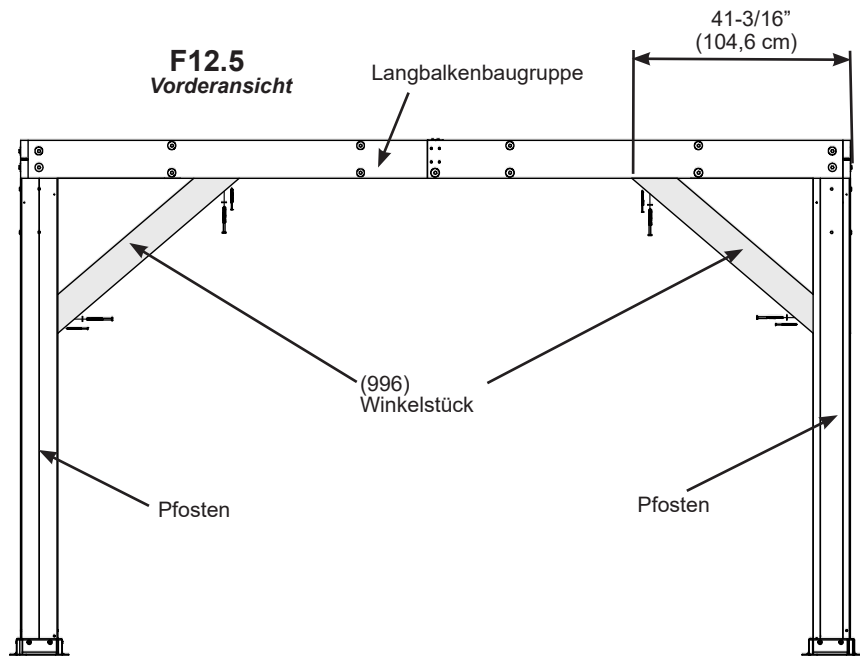 41-3/16”
(104,6 cm)
F12.5
Vorderansicht
Langbalkenbaugruppe
(996)
Winkelstück
Pfosten
Pfosten